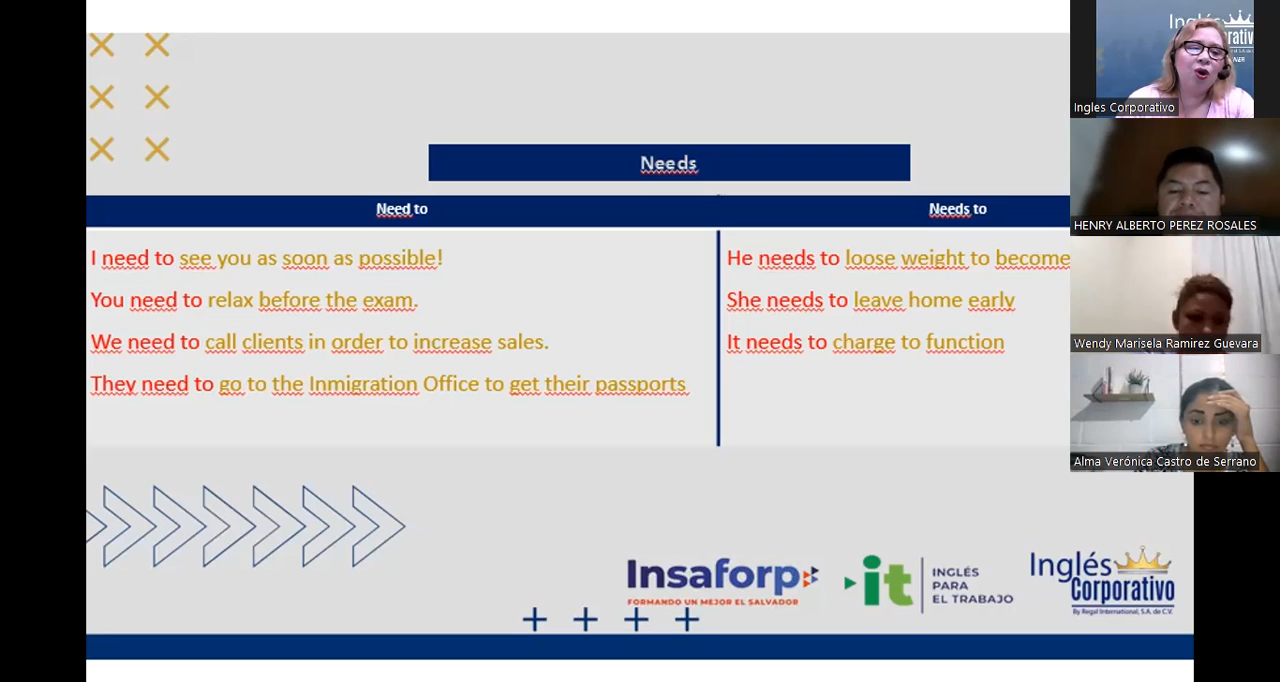 Needs
Need to
Needs to
I need to see you as soon as possible!
You need to relax before the exam.
We need to call clients in order to increase sales.
They need to go to the Inmigration Office to get their passports
He needs to loose weight to become
She needs to leave home early
It needs to charge to function
Insaforp
FORMANDO UN MEJOR EL SALVADOR
it
INGLÉS
PARA
EL TRABAJO
Inglés
Corporativo
By Regal International, S.A. de C.V.
Inglés
Ingles Corporativo
HENRY ALBERTO PEREZ ROSALES
Wendy Marisela Ramirez Guevara
Alma Verónica Castro de Serrano